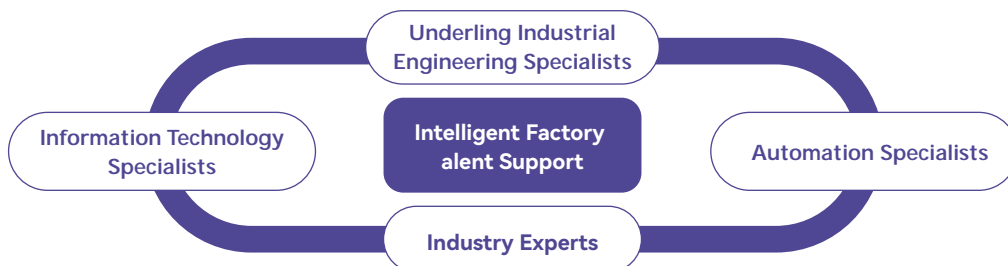 Underling Industrial
Engineering Specialists
Information Technology
Specialists
Intelligent Factory
alent Support
Automation Specialists
Industry Experts